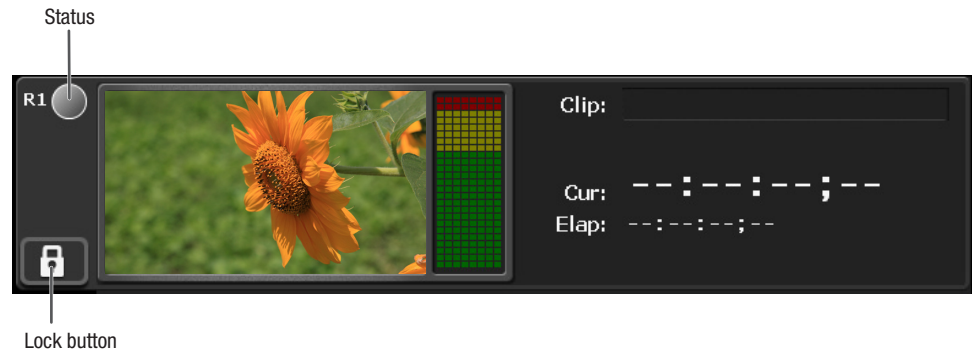 Status
R1
Clip:
Cur: --:--:--;--
Elap: --:--:--;--
Lock button